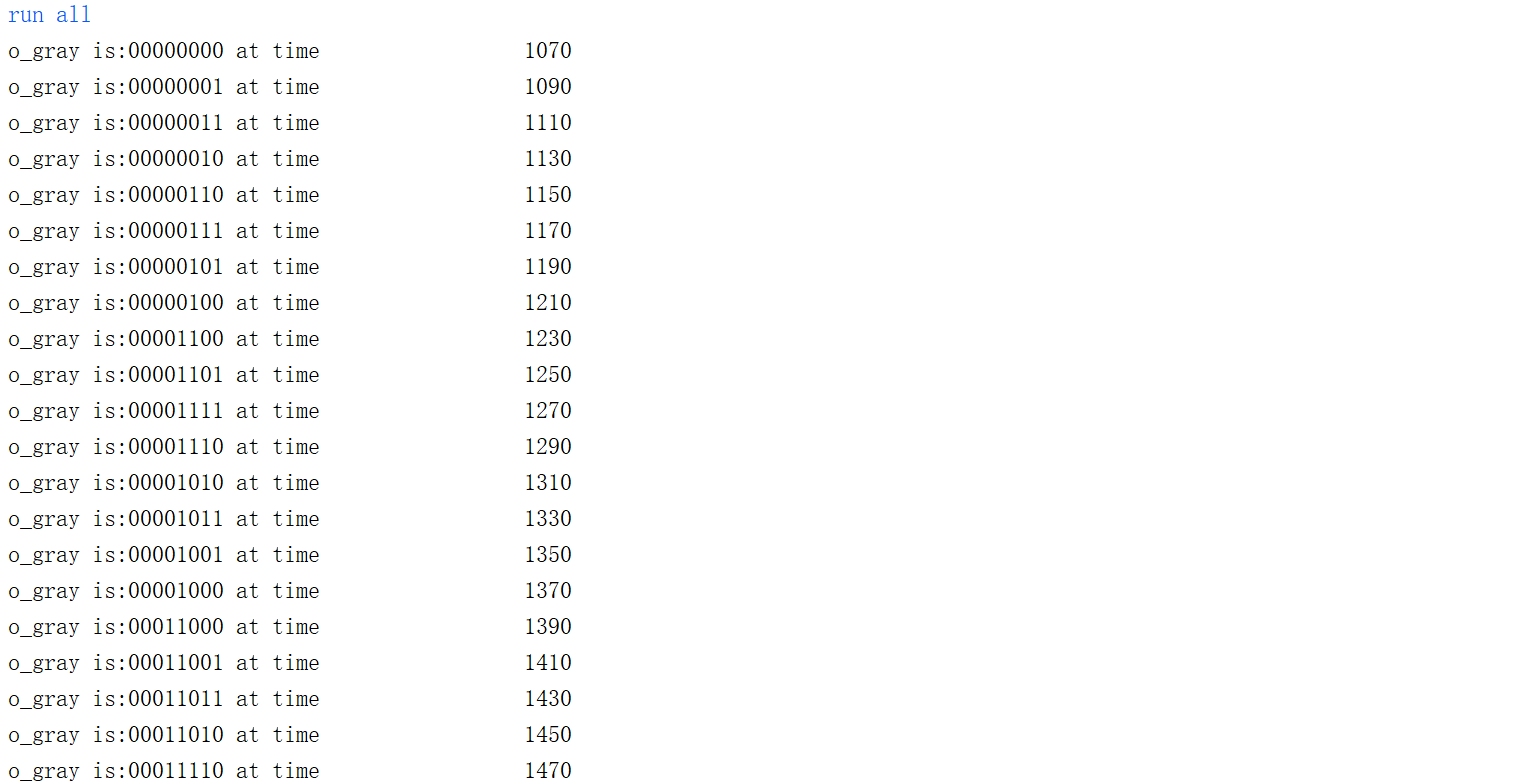 run all
o_gray is:00000000 at time 1070
o_gray is:00000001 at time 1090
o_gray is:00000011 at time 1110
o_gray is:00000010 at time 1130
o_gray is:00000110 at time 1150
o_gray is:00000111 at time 1170
o_gray is:00000101 at time 1190
o_gray is:00000100 at time 1210
o_gray is:00001100 at time 1230
o_gray is:00001101 at time 1250
o_gray is:00001111 at time 1270
o_gray is:00001110 at time 1290
o_gray is:00001010 at time 1310
o_gray is:00001011 at time 1330
o_gray is:00001001 at time 1350
o_gray is:00001000 at time 1370
o_gray is:00011000 at time 1390
o_gray is:00011001 at time 1410
o_gray is:00011011 at time 1430
o_gray is:00011010 at time 1450
o_gray is:00011110 at time 1470